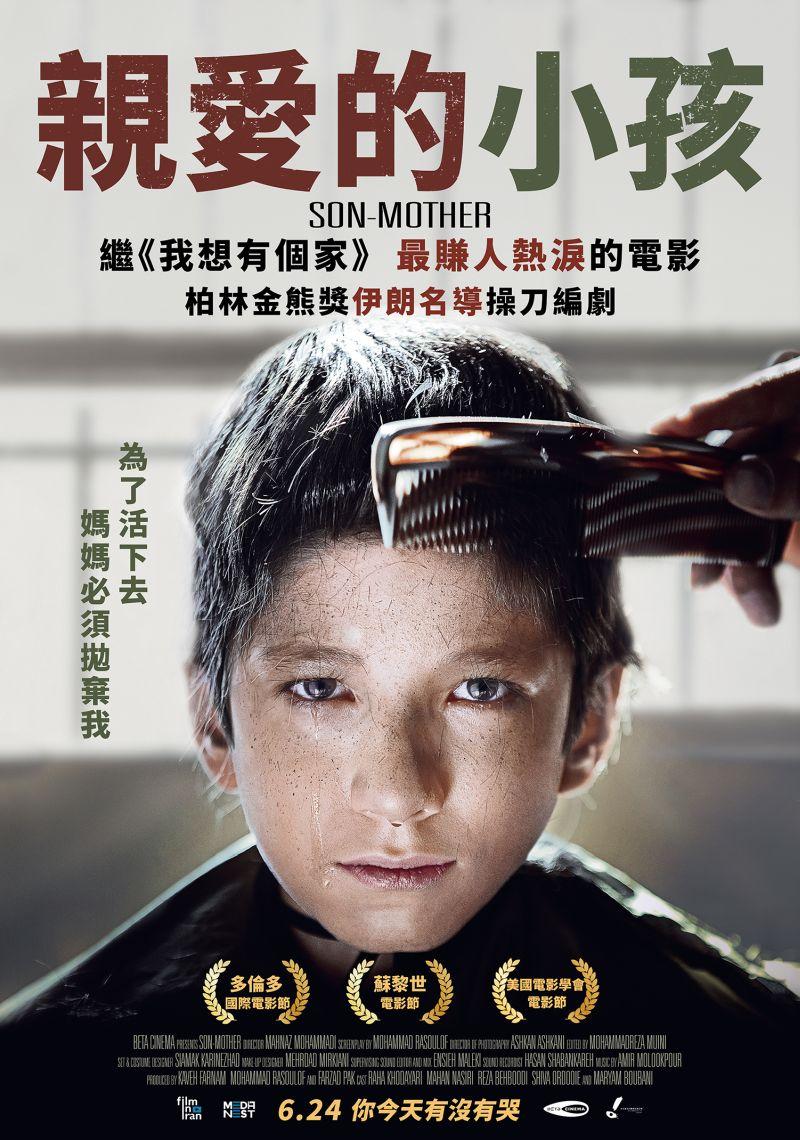 親愛的小孩
SON-MOTHER
繼《我想有個家》 最賺人熱淚的電影
柏林金熊獎伊朗名導操刀編劇
為了活下去
媽媽必須拋棄我
多倫多
國際電影節
蘇黎世
電影節
美國電影學會
電影節
BETA CINEMA PRESENTS SON-MOTHER DIRECTOR MAHNAZ MOHAMMADI SCREENPLAY BY MOHAMMAD RASOULOF DIRECTOR OF PHOTOGRAPHY ASHKAN ASHKANI EDITED BY MOHAMMADREZA MUINI
SET & COSTUME DESIGNER SIAMAK KARINEZHAD MAKE UP DESIGNER MEHRDAD MIRKIANI SUPERVISING SOUND EDITOR AND MIX ENSIEH MALEKI SOUND RECORDIST HASAN SHABANKAREH MUSIC BY AMIR MOLOOKPOUR
PRODUCED BY KAVEH FARNAM MOHAMMAD RASOULOF AND FARZAD PAK CAST RAHA KHODAYARI MAHAN NASIRI REZA BEHBOODI SHIVA ORDOOIE AND MARYAM BOUBANI
film in iran
MEDIA NEST
6.24 你今天有沒有哭
BETA CINEMA